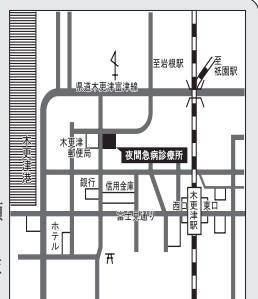 至岩根駅
至
祇園駅
県道木更津富津線
木更津港
木更津
郵便局
夜間急病診療所
銀行
信用金庫
富士見通り
西口
木更津駅
東口
ホテル